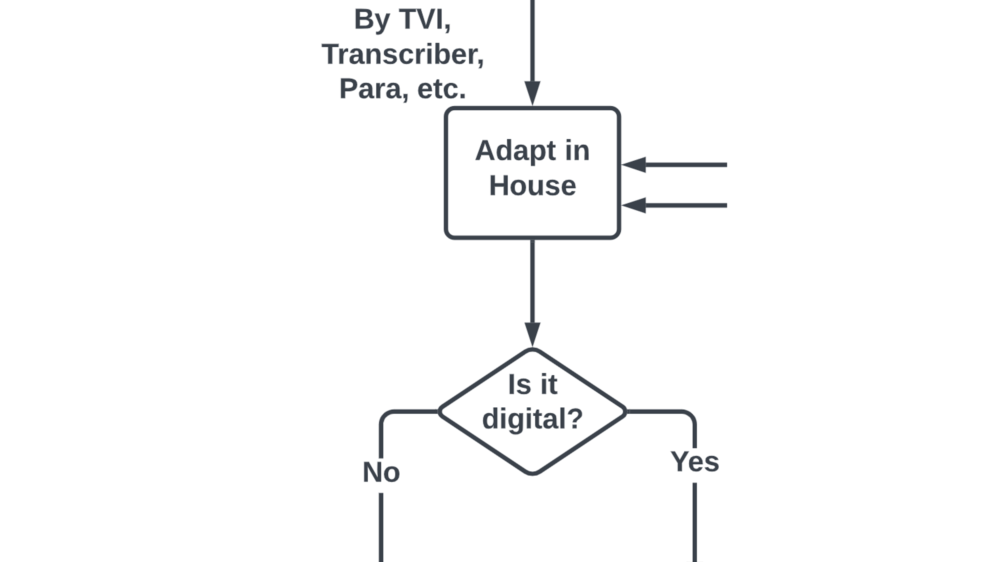 By TVI,
Transcriber,
Para, etc.
Adapt in
House
Is it
digital?
No
Yes